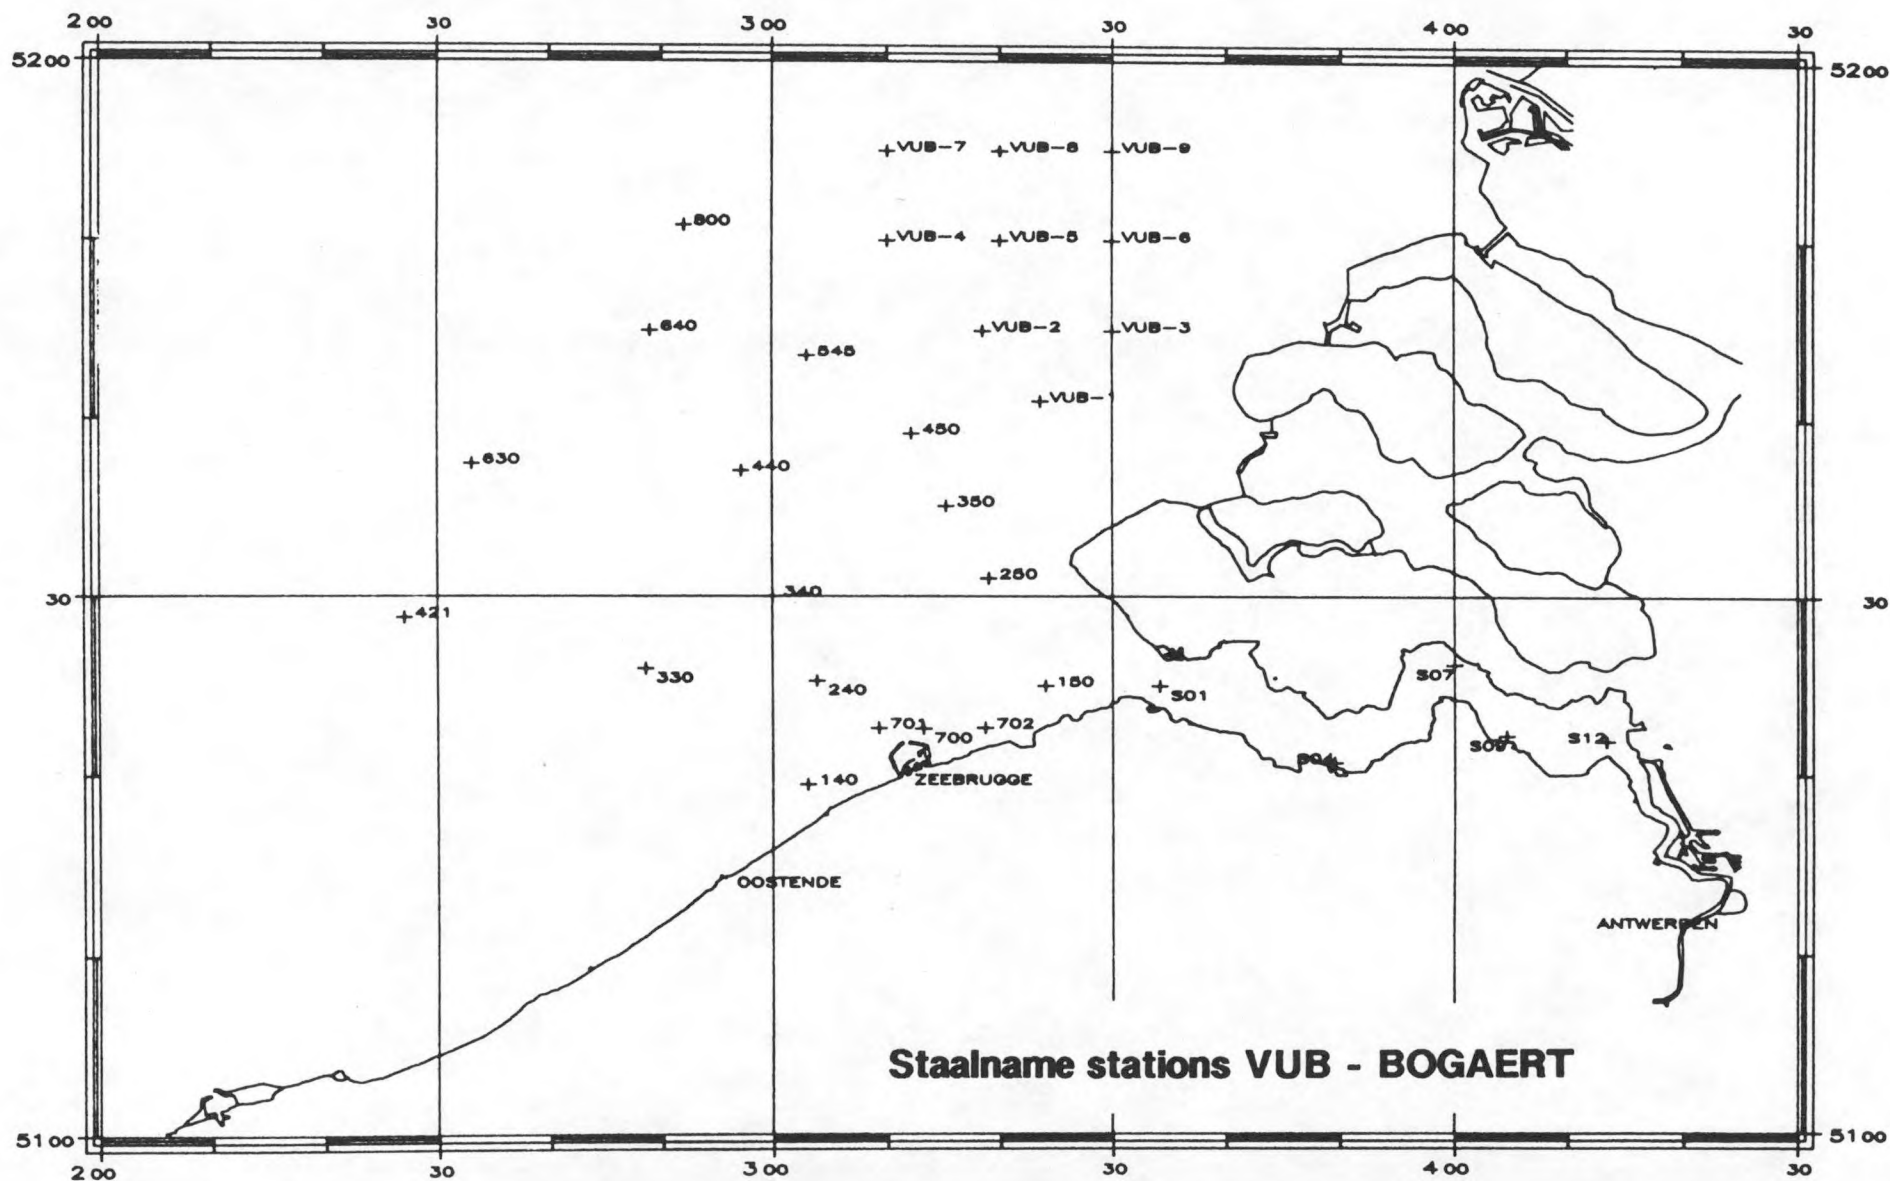 2 00 30 3 00 30 4 00 30
52 00 52 00
VUB-7 VUB-8 VUB-9
800
VUB-4 VUB-5 VUB-6
640 VUB-2 VUB-3
545
VUB-
450
630 440
350
250
340
30 30
421
330 S07
240 150 S01
701 700 702
S09 S12
S04
140 ZEEBRUGGE
OOSTENDE
ANTWERPEN
Staalname stations VUB - BOGAERT
51 00 51 00
2 00 30 3 00 30 4 00 30